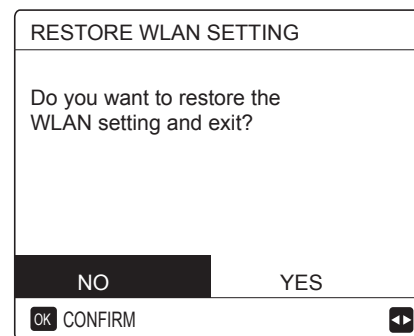 RESTORE WLAN SETTING
Do you want to restore the
WLAN setting and exit?
NO YES
OK CONFIRM